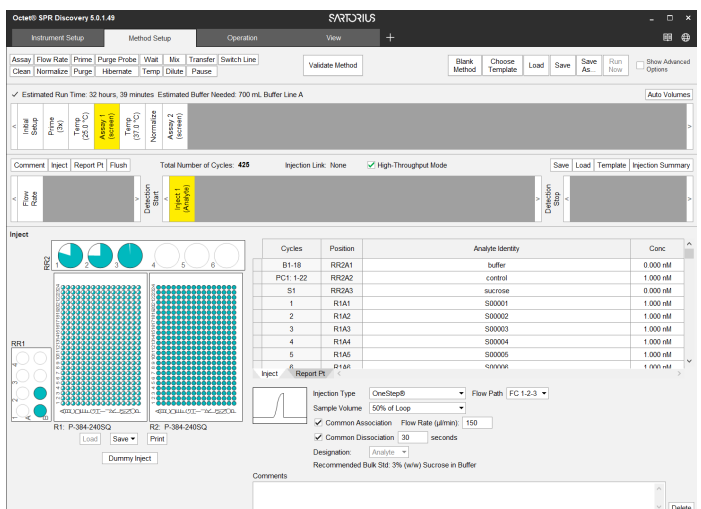 Octet® SPR Discovery 5.0.1.49
SARTORIUS
Instrument Setup Method Setup Operation View +
Assay Flow Rate Prime Purge Probe Wait Mix Transfer Switch Line
Clean Normalize Purge Hibernate Temp Dilute Pause
Validate Method
Blank Method Choose Template Load Save Save As... Run Now Show Advanced Options
Estimated Run Time: 32 hours, 39 minutes Estimated Buffer Needed: 700 mL Buffer Line A
Auto Volumes
Initial Setup
Prime (3x)
Temp (25.0 °C)
Assay 1 (screen)
Temp (37.0 °C)
Normalize
Assay 2 (screen)
Comment Inject Report Pt Flush
Total Number of Cycles: 425
Injection Link: None
High-Throughput Mode
Save Load Template Injection Summary
Flow Rate
Detection Start
Inject 1 (Analyte)
Detection Stop
Inject
RR2
1 2 3 4 5 6
RR1
R1: P-384-240SQ R2: P-384-240SQ
Load Save Print
Dummy Inject
Cycles Position Analyte Identity Conc
B1-18 RR2A1 buffer 0.000 nM
PC1: 1-22 RR2A2 control 1.000 nM
S1 RR2A3 sucrose 0.000 nM
1 R1A1 S00001 1.000 nM
2 R1A2 S00002 1.000 nM
3 R1A3 S00003 1.000 nM
4 R1A4 S00004 1.000 nM
5 R1A5 S00005 1.000 nM
6 R1A6 S00006 1.000 nM
Inject Report Pt
Injection Type OneStep® Flow Path FC 1-2-3
Sample Volume 50% of Loop
Common Association Flow Rate (µl/min): 150
Common Dissociation 30 seconds
Designation: Analyte
Recommended Bulk Std: 3% (w/w) Sucrose in Buffer
Comments
Delete